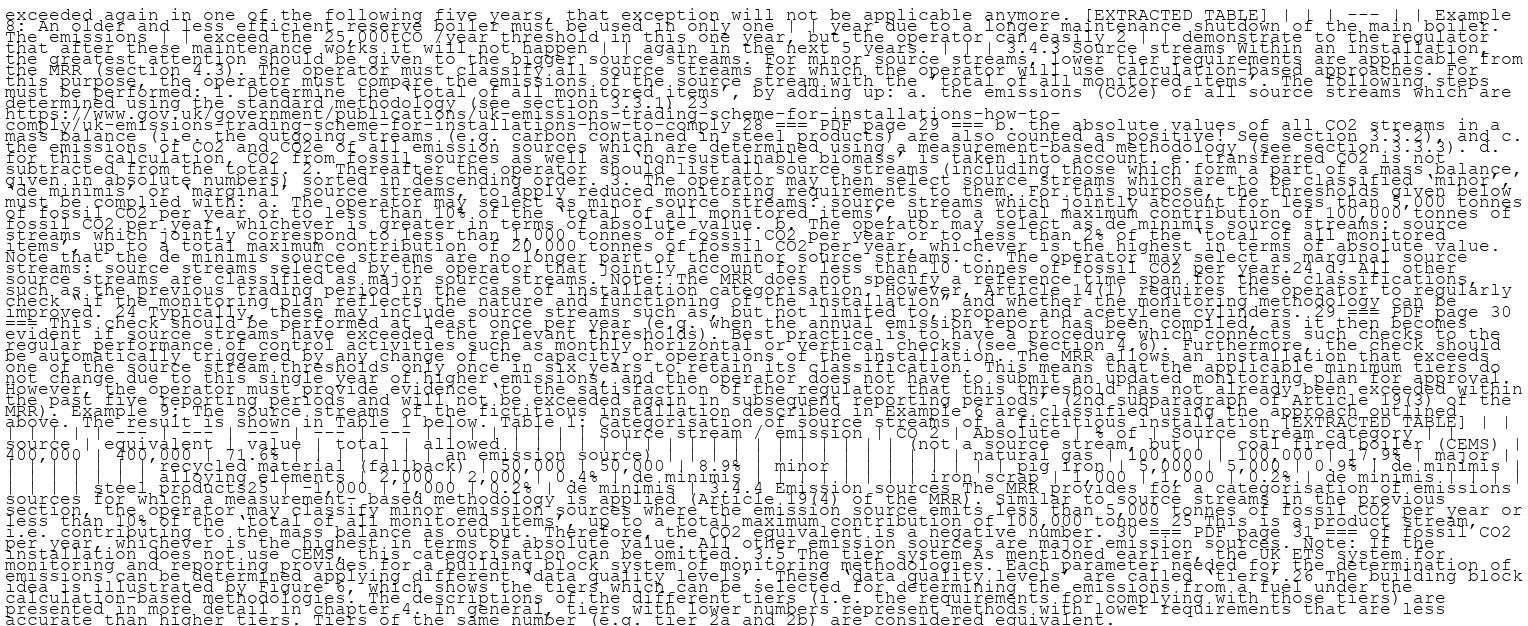 exceeded again in one of the following five years, that exception will not be applicable anymore. [EXTRACTED TABLE] | | | --- | | Example
8: An older and less efficient reserve boiler must be used in only one | | year due to a longer maintenance shutdown of the main boiler.
The emissions | | exceed the 25,000tCO /year threshold in this one year, but the operator can easily 2 | | demonstrate to the regulator
that after these maintenance works it will not happen | | again in the next 5 years. | | | 3.4.3 Source streams Within an installation,
the greatest attention should be given to the bigger source streams. For minor source streams, lower tier requirements are applicable from
the MRR (section 4.3). The operator must classify all source streams for which the operator will use calculation-based approaches. For
this purpose, the operator must compare the emissions of the source stream with the ‘total of all monitored items’. The following steps
must be performed: 1. Determine the ‘total of all monitored items’, by adding up: a. the emissions (CO2e) of all source streams which are
determined using the standard methodology (see section 3.3.1) 23
https://www.gov.uk/government/publications/uk-emissions-trading-scheme-for-installations-how-to-
comply/uk-emissions-trading-scheme-for-installations-how-to-comply 28 === PDF page 29 === b. the absolute values of all CO2 streams in a
mass balance (i.e. the outgoing streams (e.g. carbon contained in steel products) are also counted as positive! See section 3.3.2), and c.
the emissions of CO2 and CO2e of all emission sources which are determined using a measurement-based methodology (see section 3.3.3). d.
for this calculation, CO2 from fossil sources as well as ‘non-sustainable biomass’ is taken into account. e. transferred CO2 is not
subtracted from the total. 2. Thereafter the operator should list all source streams (including those which form a part of a mass balance,
given in absolute numbers) sorted in descending order. 3. The operator may then select source streams which are to be classified ‘minor’,
‘de minimis’ or ‘marginal’ source streams, to apply reduced monitoring requirements to them. For this purpose, the thresholds given below
must be complied with: a. The operator may select as minor source streams: source streams which jointly account for less than 5,000 tonnes
of fossil CO2 per year or to less than 10% of the ‘total of all monitored items’, up to a total maximum contribution of 100,000 tonnes of
fossil CO2 per year, whichever is greater in terms of absolute value. b. The operator may select as de minimis source streams: source
streams which jointly correspond to less than 1,000 tonnes of fossil CO2 per year or to less than 2% of the ‘total of all monitored
items’, up to a total maximum contribution of 20,000 tonnes of fossil CO2 per year, whichever is the highest in terms of absolute value.
Note that the de minimis source streams are no longer part of the minor source streams. c. The operator may select as marginal source
streams: source streams selected by the operator that jointly account for less than 10 tonnes of fossil CO2 per year.24 d. All other
source streams are classified as major source streams. Note: The MRR does not specify a reference time span for these classifications,
such as the previous trading period in the case of installation categorisation. However, Article 14(1) requires the operator to regularly
check “if the monitoring plan reflects the nature and functioning of the installation” and whether the monitoring methodology can be
improved. 24 Typically, these may include source streams such as, but not limited to, propane and acetylene cylinders. 29 === PDF page 30
=== This check should be performed at least once per year (e.g. when the annual emission report has been compiled, as it then becomes
evident if source streams have exceeded the relevant thresholds). Best practice is to have a procedure which connects such checks to the
regular performance of control activities such as monthly horizontal or vertical checks (see section 4.6). Furthermore, the check should
be automatically triggered by any change of the capacity or operations of the installation. The MRR allows an installation that exceeds
one of the source stream thresholds only once in six years to retain its classification. This means that the applicable minimum tiers do
not change due to this single year of higher emissions, and the operator does not have to submit an updated monitoring plan for approval.
However, the operator must provide evidence ‘to the satisfaction of the regulator that this threshold has not already been exceeded within
the past five reporting periods and will not be exceeded again in subsequent reporting periods’ (2nd subparagraph of Article 19(3) of the
MRR). Example 9: The source streams of the fictitious installation described in Example 6 are classified using the approach outlined
above. The result is shown in Table 1 below. Table 1: Categorisation of source streams of a fictitious installation [EXTRACTED TABLE] | |
| | | | | --- | --- | --- | --- | --- | --- | | | | | | | | Source stream / emission | CO 2 | Absolute | % of | Source stream category | |
source | equivalent | value | total | allowed | | | | | | | | | | | | | | | | | | | (not a source stream, but | | coal fired boiler (CEMS) |
400,000 | 400,000 | 71.6% | | | | | | | an emission source) | | | | | | | | | | | | | | natural gas | 100,000 | 100,000 | 17.9% | major | |
| | | | | | | recycled material (fallback) | 50,000 | 50,000 | 8.9% | minor | | | | | | | | | pig iron | 5,000 | 5,000 | 0.9% | de minimis |
| | | | | | | alloying elements | 2,000 | 2,000 | 0.4% | de minimis | | | | | | | | iron scrap | 1,000 | 1,000 | 0.2% | de minimis | | | |
| | | | steel products25 | -1,000 | 1,000 | 0.2% | de minimis | 3.4.4 Emission sources The MRR provides for a categorisation of emissions
sources for which a measurement- based methodology is applied (Article 19(4) of the MRR). Similar to source streams in the previous
section, the operator may classify minor emission sources where the emission source emits less than 5,000 tonnes of fossil CO2 per year or
less than 10% of the ‘total of all monitored items’, up to a total maximum contribution of 100,000 tonnes 25 This is a product stream,
i.e. contributing to the mass balance as output. Therefore, the CO2 equivalent is a negative number. 30 === PDF page 31 === of fossil CO2
per year, whichever is the highest in terms of absolute value. All other emission sources are major emission sources. Note: If the
installation does not use CEMS, this categorisation can be omitted. 3.5 The tier system As mentioned earlier, the UK ETS system for
monitoring and reporting provides for a building block system of monitoring methodologies. Each parameter needed for the determination of
emissions can be determined applying different ‘data quality levels’. These ‘data quality levels’ are called ‘tiers’.26 The building block
idea is illustrated by Figure 6, which shows the tiers which can be selected for determining the emissions from a fuel under the
calculation-based methodologies. The descriptions of the different tiers (i.e. the requirements for complying with those tiers) are
presented in more detail in chapter 4. In general, tiers with lower numbers represent methods with lower requirements that are less
accurate than higher tiers. Tiers of the same number (e.g. tier 2a and 2b) are considered equivalent.